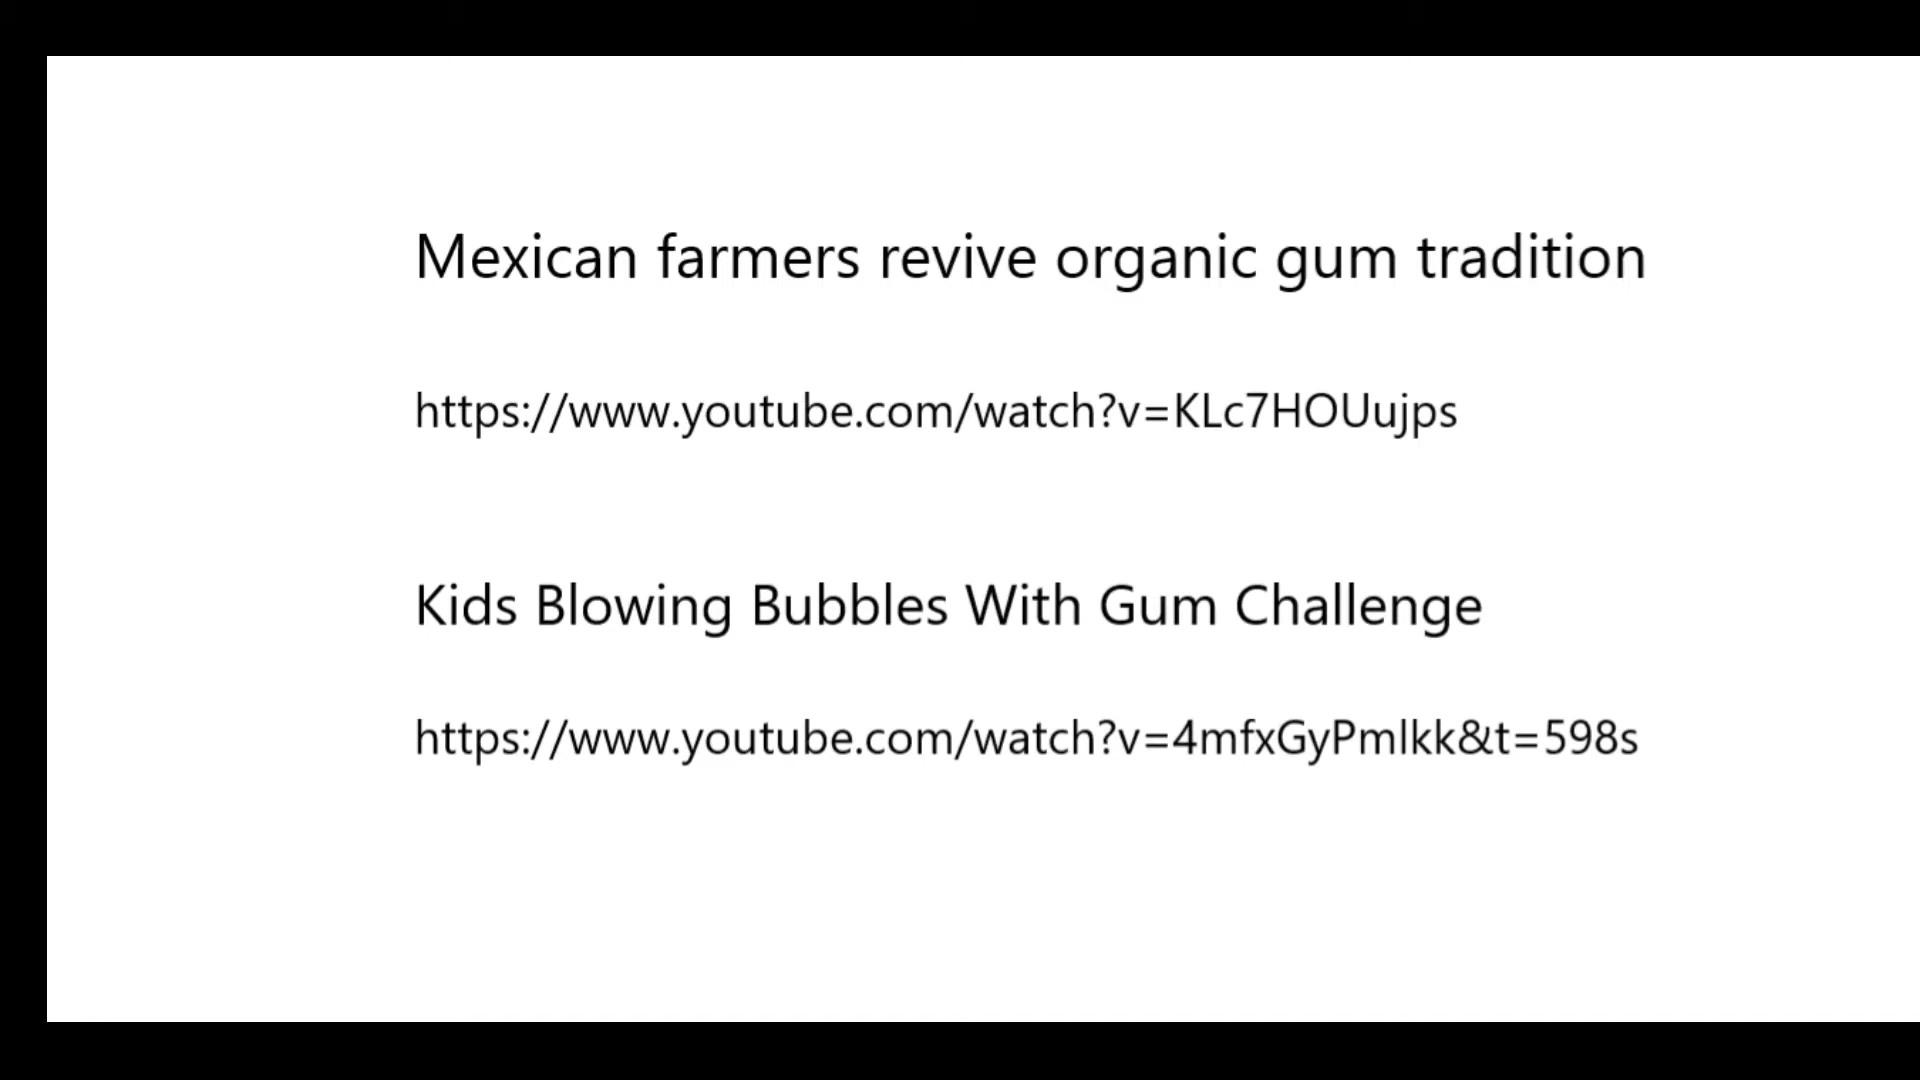 Mexican farmers revive organic gum tradition
https://www.youtube.com/watch?v=KLc7HOUujps
Kids Blowing Bubbles With Gum Challenge
https://www.youtube.com/watch?v=4mfxGyPmlkk&t=598s